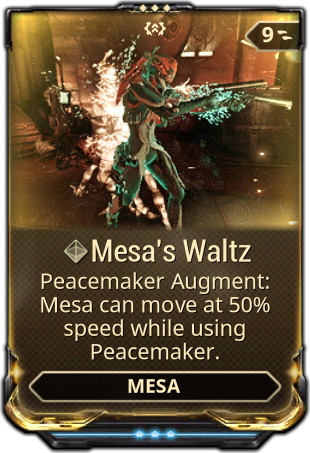 9
Mesa's Waltz
Peacemaker Augment:
Mesa can move at 50%
speed while using
Peacemaker.
MESA